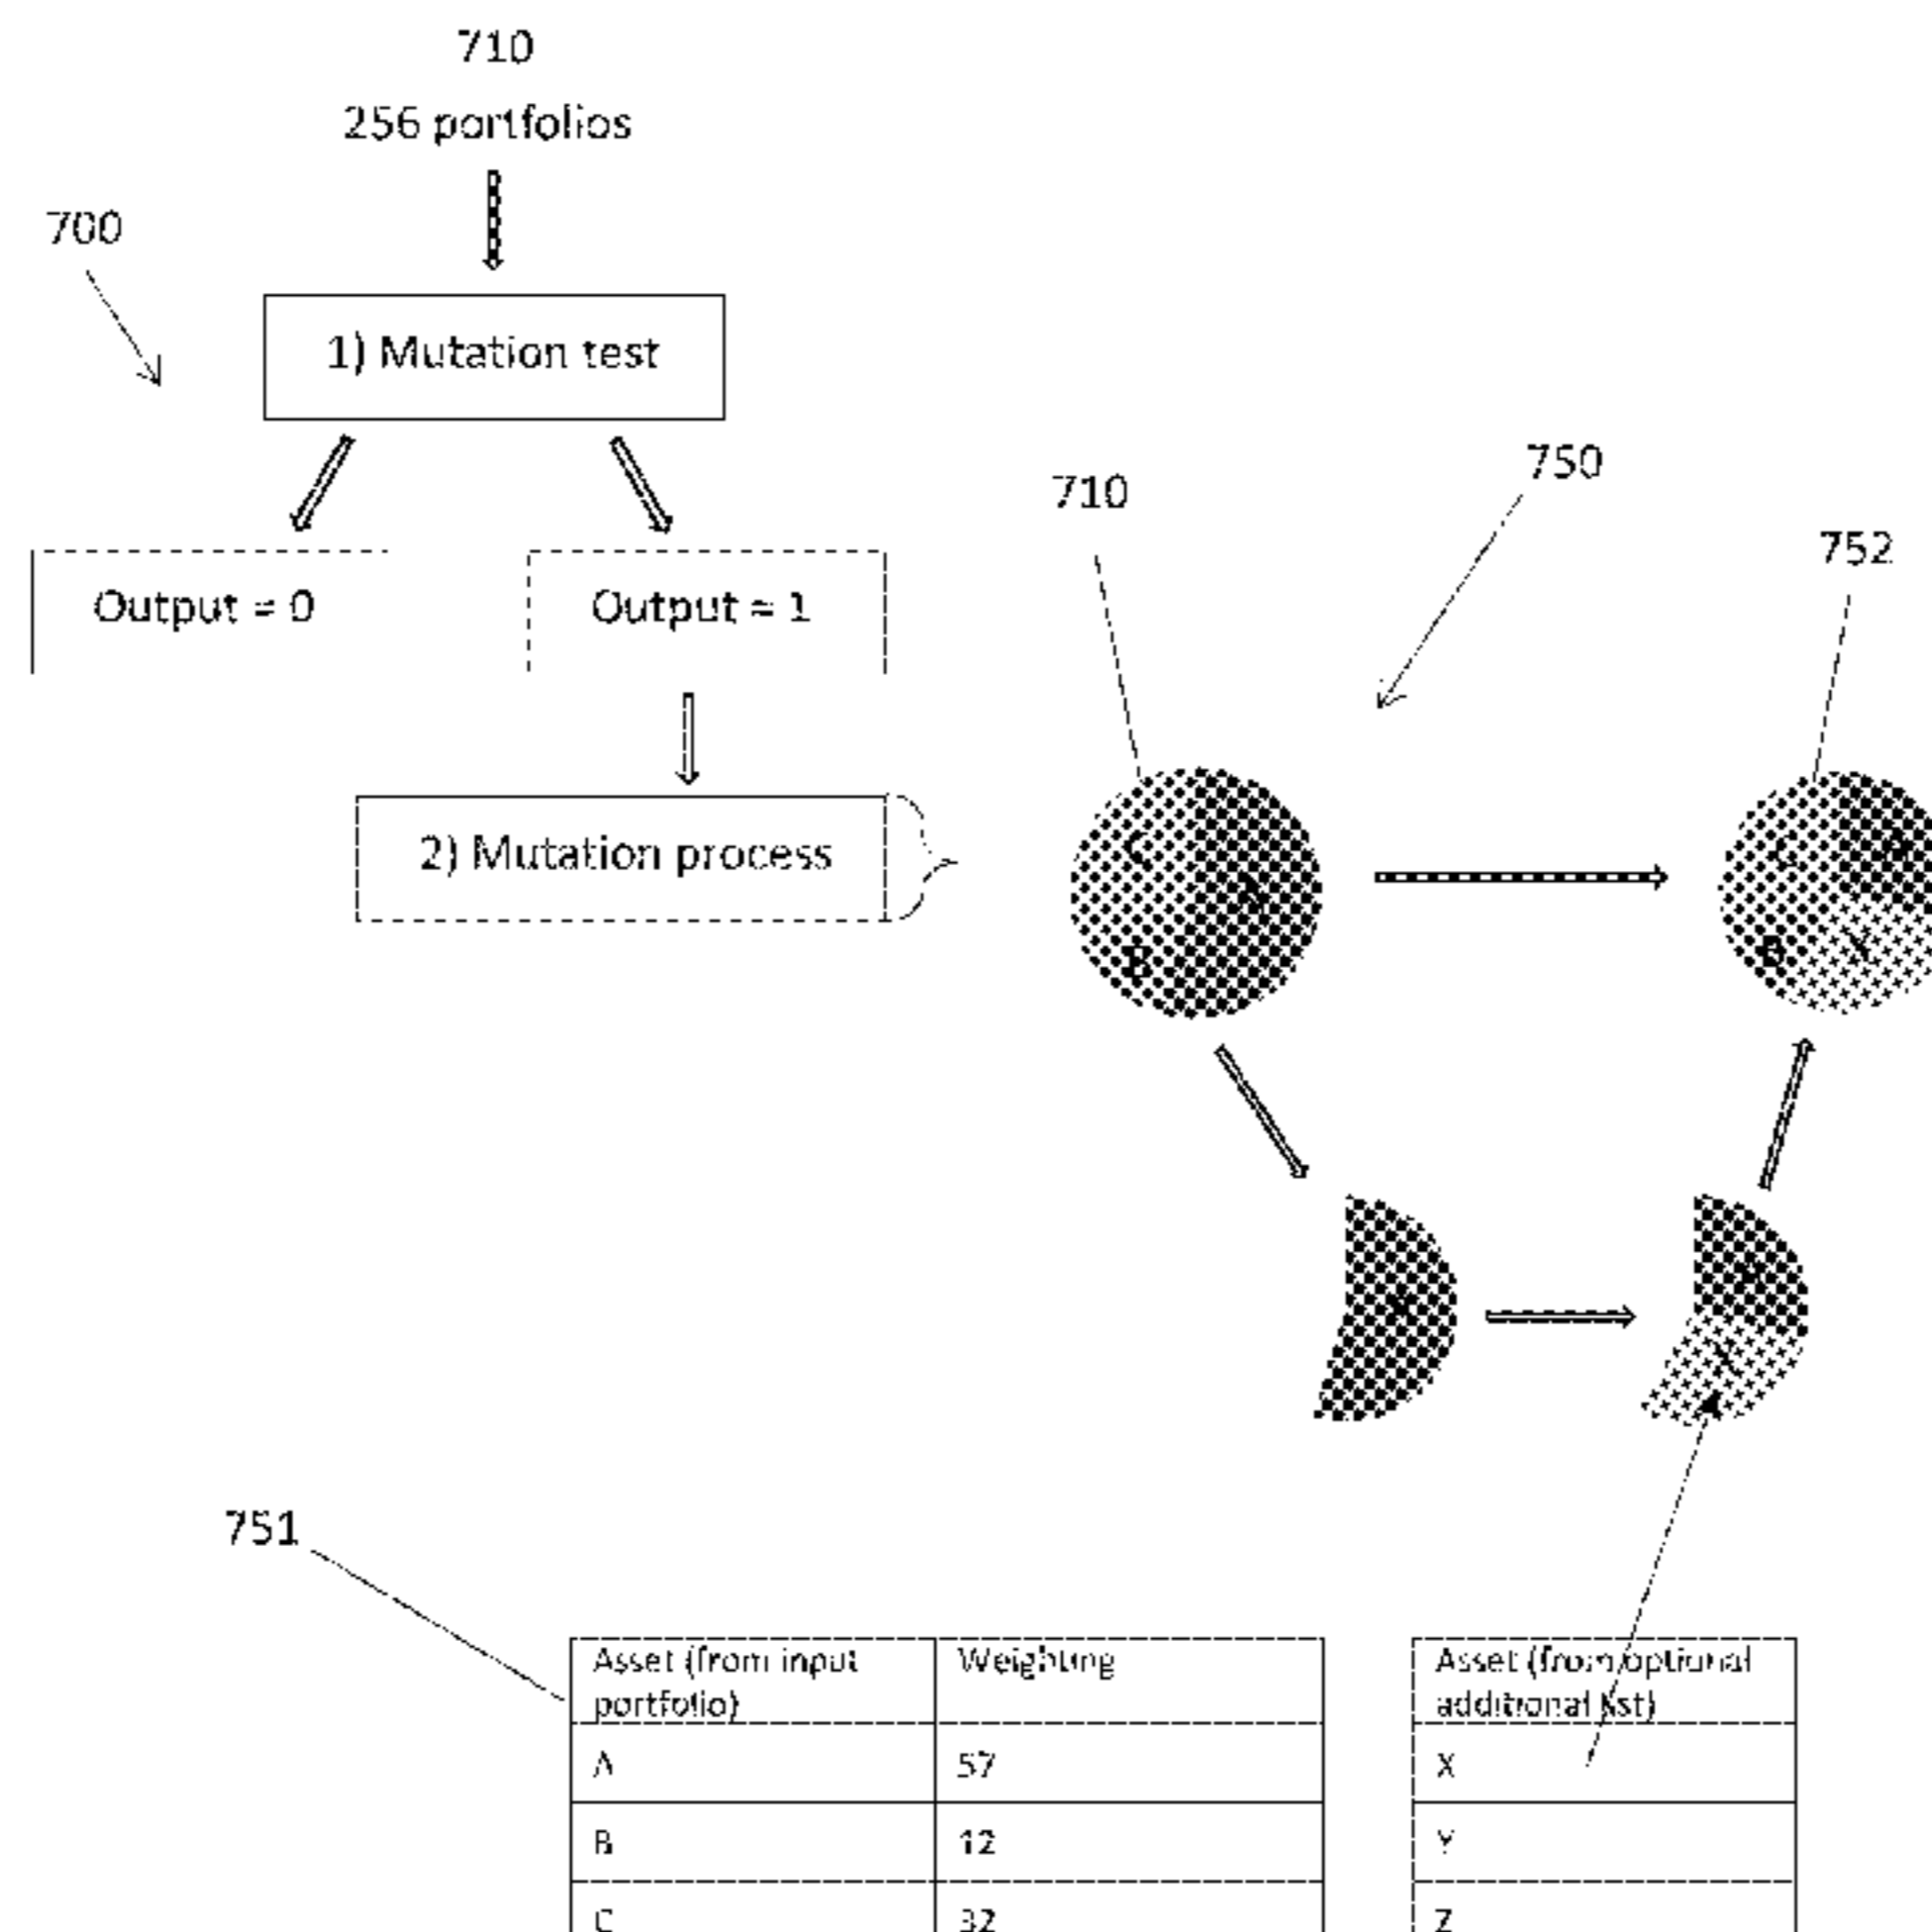 710
256 portfolios
700
1) Mutation test
Output = 0
Output = 1
2) Mutation process
710
750
752
C
A
B
C
A
B
X
A
A
X
751
Asset (from input
portfolio)
Weighting
A
57
B
12
C
32
Asset (from optional
additional list)
X
Y
Z